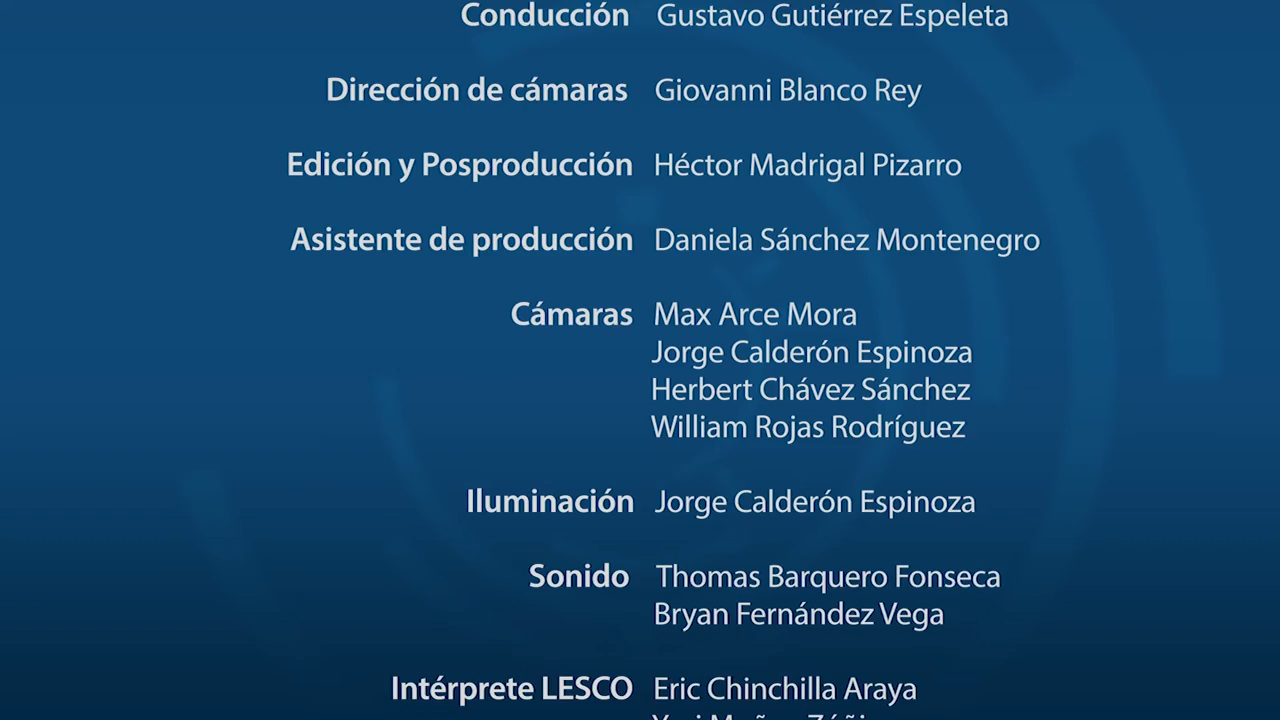 Conducción Gustavo Gutiérrez Espeleta
Dirección de cámaras Giovanni Blanco Rey
Edición y Posproducción Héctor Madrigal Pizarro
Asistente de producción Daniela Sánchez Montenegro
Cámaras Max Arce Mora
Jorge Calderón Espinoza
Herbert Chávez Sánchez
William Rojas Rodríguez
Iluminación Jorge Calderón Espinoza
Sonido Thomas Barquero Fonseca
Bryan Fernández Vega
Intérprete LESCO Eric Chinchilla Araya